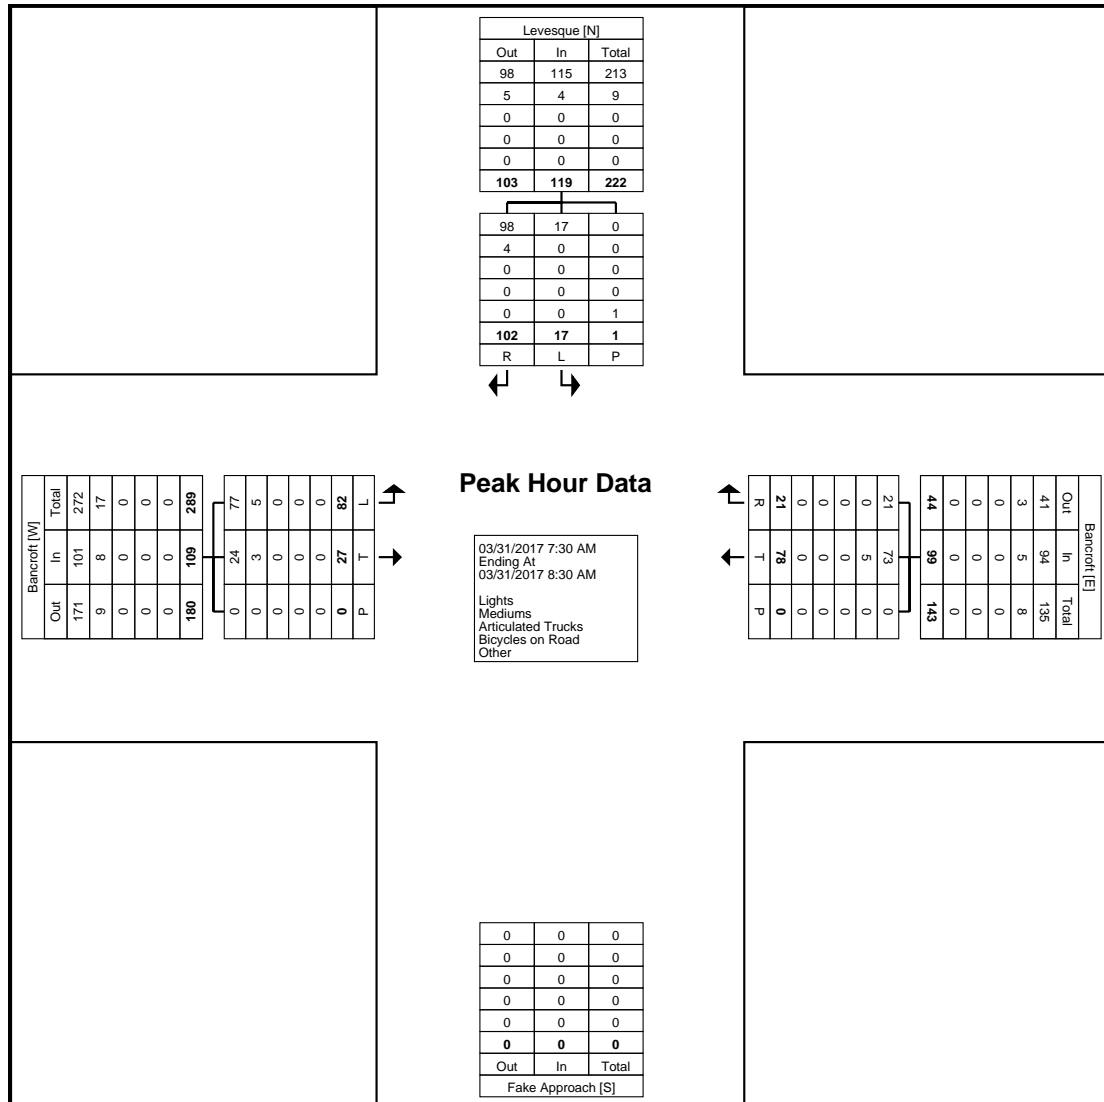 Levesque [N]
Out In Total
98 115 213
5 4 9
0 0 0
0 0 0
0 0 0
103 119 222
98 17 0
4 0 0
0 0 0
0 0 0
0 0 1
102 17 1
R L P
Bancroft [W]
Total In Out
272 101 171
17 8 9
0 0 0
0 0 0
0 0 0
289 109 180
77 24 0
5 3 0
0 0 0
0 0 0
0 0 0
82 27 0
L T P
Peak Hour Data
03/31/2017 7:30 AM
Ending At
03/31/2017 8:30 AM
Lights
Mediums
Articulated Trucks
Bicycles on Road
Other
R T P
21 78 0
0 0 0
0 0 0
0 0 0
0 5 0
21 73 0
44 99 143
0 0 0
0 0 0
0 0 0
3 5 8
41 94 135
Out In Total
Bancroft [E]
0 0 0
0 0 0
0 0 0
0 0 0
0 0 0
0 0 0
Out In Total
Fake Approach [S]